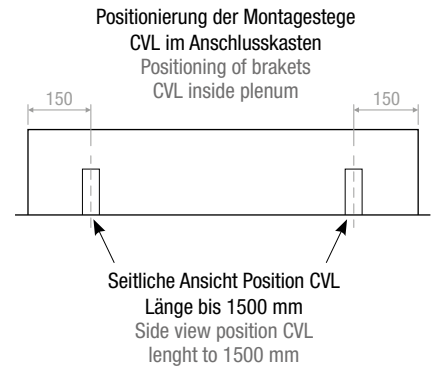 Positionierung der Montagestege
CVL im Anschlusskasten
Positioning of brakets
CVL inside plenum
150 150
Seitliche Ansicht Position CVL
Länge bis 1500 mm
Side view position CVL
lenght to 1500 mm